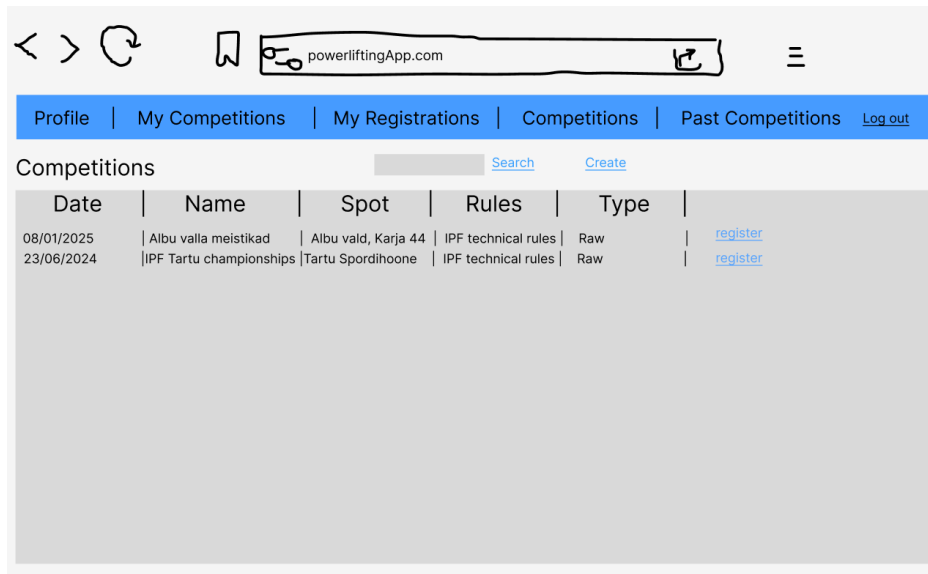 powerliftingApp.com
Profile | My Competitions | My Registrations | Competitions | Past Competitions Log out
Competitions Search Create
Date | Name | Spot | Rules | Type |
08/01/2025 | Albu valla meistikad | Albu vald, Karja 44 | IPF technical rules | Raw | register
23/06/2024 |IPF Tartu championships |Tartu Spordihoone | IPF technical rules | Raw | register